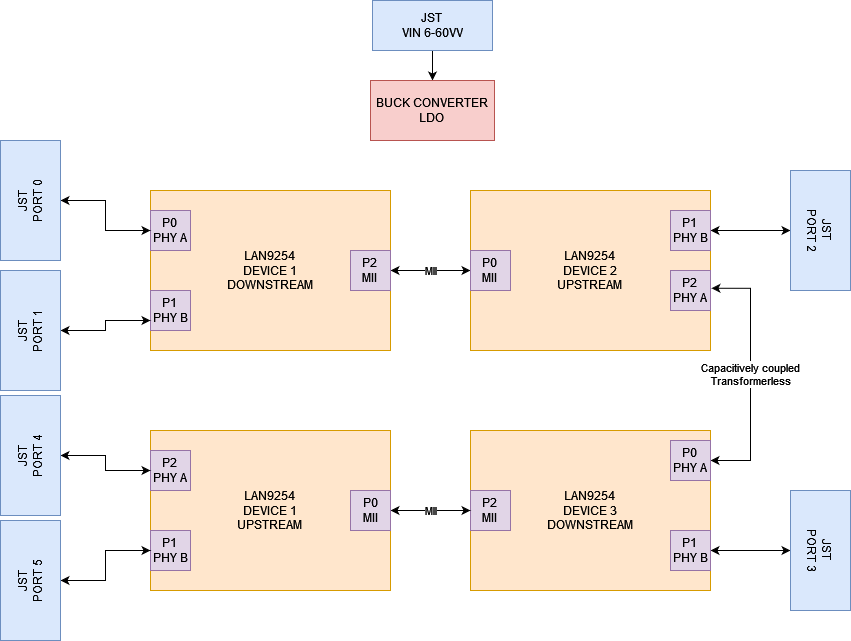 JST
VIN 6-60VV
BUCK CONVERTER
LDO
JST
PORT 0
P0
PHY A
LAN9254
DEVICE 1
DOWNSTREAM
P2
MII
MII
P0
MII
LAN9254
DEVICE 2
UPSTREAM
P1
PHY B
JST
PORT 2
P2
PHY A
JST
PORT 1
P1
PHY B
Capacitively coupled
Transformerless
JST
PORT 4
P2
PHY A
LAN9254
DEVICE 1
UPSTREAM
P0
MII
MII
P2
MII
LAN9254
DEVICE 3
DOWNSTREAM
P0
PHY A
P1
PHY B
JST
PORT 3
JST
PORT 5
P1
PHY B